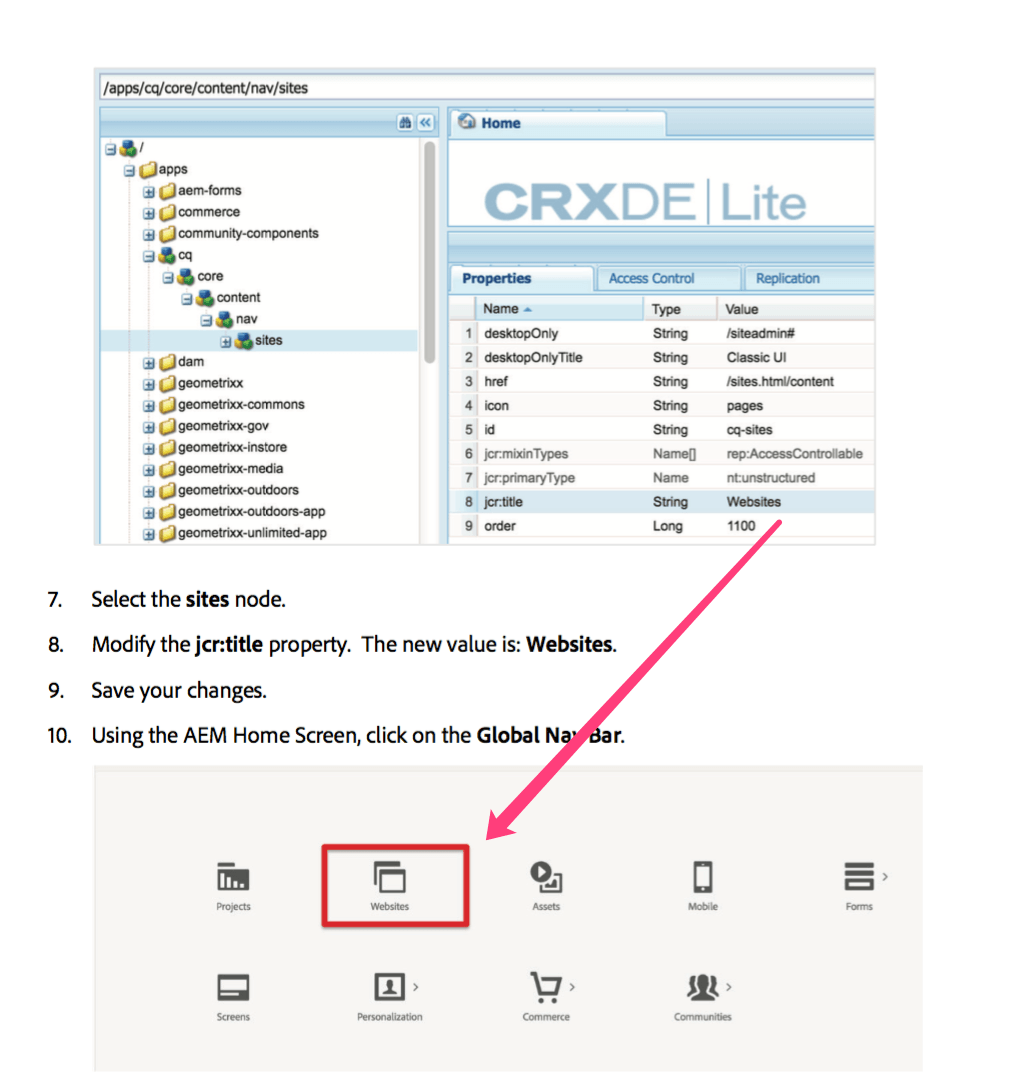 /apps/cq/core/content/nav/sites
/
apps
aem-forms
commerce
community-components
cq
core
content
nav
sites
dam
geometrixx
geometrixx-commons
geometrixx-gov
geometrixx-instore
geometrixx-media
geometrixx-outdoors
geometrixx-outdoors-app
geometrixx-unlimited-app
Home
CRXDE | Lite
Properties Access Control Replication
Name Type Value
1 desktopOnly String /siteadmin#
2 desktopOnlyTitle String Classic UI
3 href String /sites.html/content
4 icon String pages
5 id String cq-sites
6 jcr:mixinTypes Name[] rep:AccessControllable
7 jcr:primaryType Name nt:unstructured
8 jcr:title String Websites
9 order Long 1100
7. Select the sites node.
8. Modify the jcr:title property. The new value is: Websites.
9. Save your changes.
10. Using the AEM Home Screen, click on the Global Nav Bar.
Projects Websites Assets Mobile Forms
Screens Personalization Commerce Communities